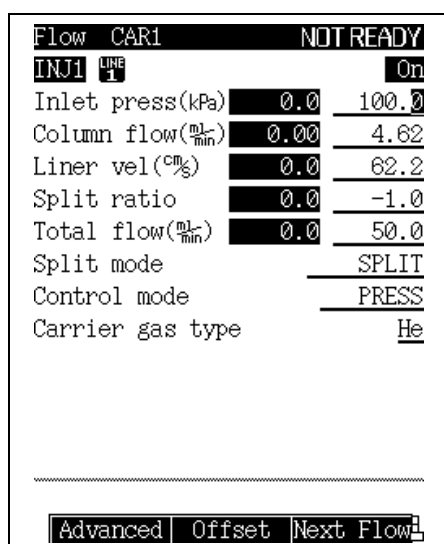 Flow CAR1 NOT READY
INJ1 LINE 1 On
Inlet press(kPa) 0.0 100.0
Column flow(ml/min) 0.00 4.62
Liner vel(cm/s) 0.0 62.2
Split ratio 0.0 -1.0
Total flow(ml/min) 0.0 50.0
Split mode SPLIT
Control mode PRESS
Carrier gas type He
Advanced Offset Next Flow